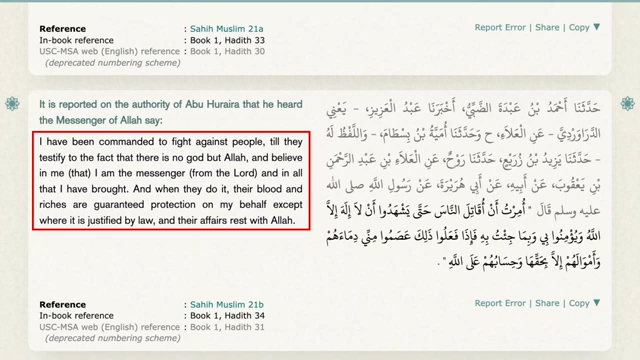 Reference : Sahih Muslim 21a
Report Error | Share | Copy ▼
In-book reference : Book 1, Hadith 33
USC-MSA web (English) reference : Book 1, Hadith 30
(deprecated numbering scheme)
It is reported on the authority of Abu Huraira that he heard
the Messenger of Allah say:
I have been commanded to fight against people, till they
testify to the fact that there is no god but Allah, and believe
in me (that) I am the messenger (from the Lord) and in all
that I have brought. And when they do it, their blood and
riches are guaranteed protection on my behalf except
where it is justified by law, and their affairs rest with Allah.
حَدَّثَنَا أَحْمَدُ بْنُ عَبْدَةَ الضَّبِّيُّ، أَخْبَرَنَا عَبْدُ الْعَزِيزِ، - يَعْنِي
الدَّرَاوَرْدِيَّ - عَنِ الْعَلاَءِ، ح وَحَدَّثَنَا أُمَيَّةُ بْنُ بِسْطَامَ، - وَاللَّفْظُ لَهُ
- حَدَّثَنَا يَزِيدُ بْنُ زُرَيْعٍ، حَدَّثَنَا رَوْحٌ، عَنِ الْعَلاَءِ بْنِ عَبْدِ الرَّحْمَنِ
بْنِ يَعْقُوبَ، عَنْ أَبِيهِ، عَنْ أَبِي هُرَيْرَةَ، عَنْ رَسُولِ اللَّهِ صلى الله
عليه وسلم قَالَ " أُمِرْتُ أَنْ أُقَاتِلَ النَّاسَ حَتَّى يَشْهَدُوا أَنْ لاَ إِلَهَ إِلاَّ
اللَّهُ وَيُؤْمِنُوا بِي وَبِمَا جِئْتُ بِهِ فَإِذَا فَعَلُوا ذَلِكَ عَصَمُوا مِنِّي دِمَاءَهُمْ
وَأَمْوَالَهُمْ إِلاَّ بِحَقِّهَا وَحِسَابُهُمْ عَلَى اللَّهِ " .
Reference : Sahih Muslim 21b
Report Error | Share | Copy ▼
In-book reference : Book 1, Hadith 34
USC-MSA web (English) reference : Book 1, Hadith 31
(deprecated numbering scheme)